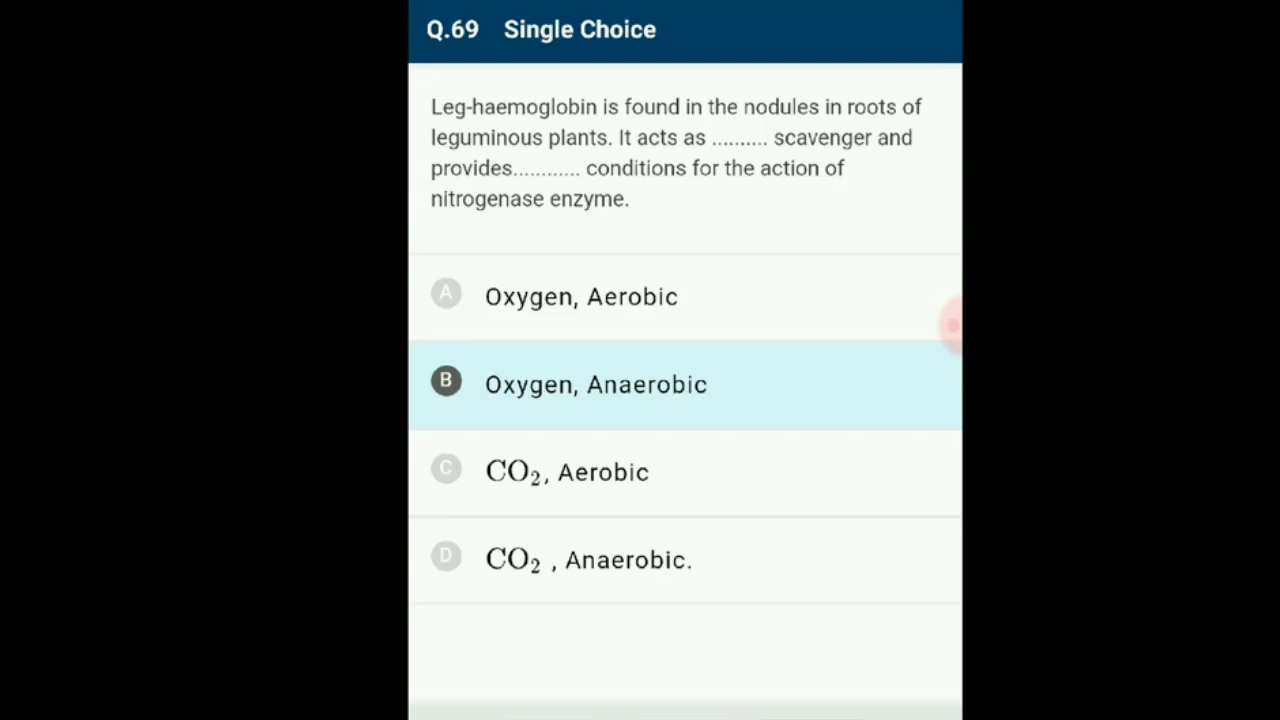 Q.69 Single Choice
Leg-haemoglobin is found in the nodules in roots of
leguminous plants. It acts as .......... scavenger and
provides............ conditions for the action of
nitrogenase enzyme.
A Oxygen, Aerobic
B Oxygen, Anaerobic
C CO₂, Aerobic
D CO₂ , Anaerobic.